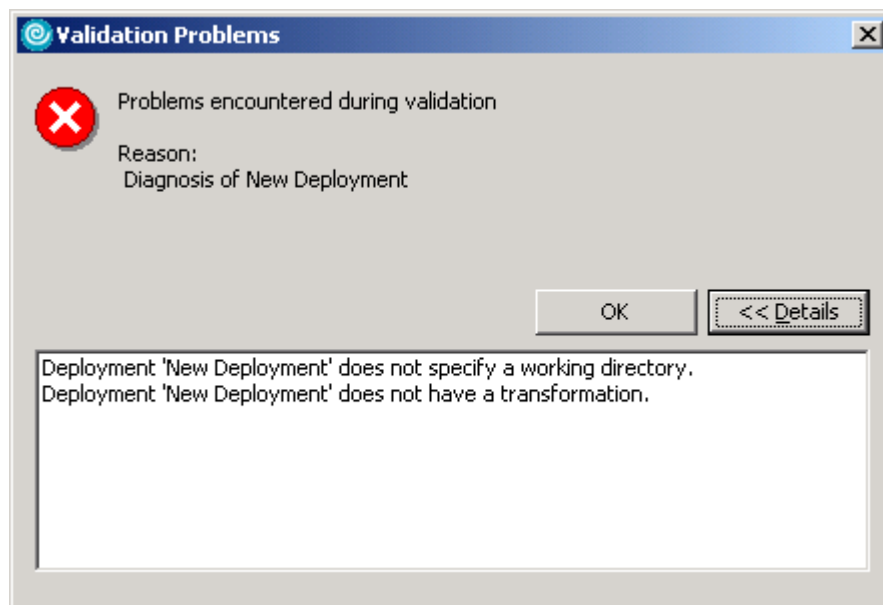 Validation Problems
Problems encountered during validation
Reason:
Diagnosis of New Deployment
OK
<< Details
Deployment 'New Deployment' does not specify a working directory.
Deployment 'New Deployment' does not have a transformation.